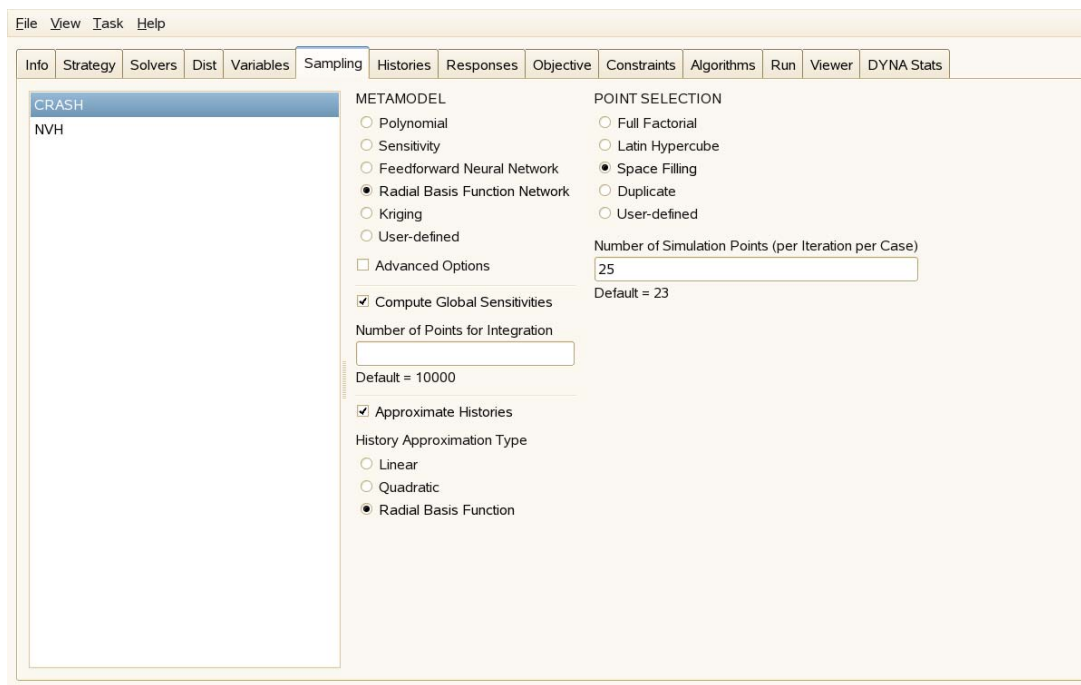 File View Task Help
Info Strategy Solvers Dist Variables Sampling Histories Responses Objective Constraints Algorithms Run Viewer DYNA Stats
CRASH
NVH
METAMODEL
Polynomial
Sensitivity
Feedforward Neural Network
Radial Basis Function Network
Kriging
User-defined
Advanced Options
Compute Global Sensitivities
Number of Points for Integration
Default = 10000
Approximate Histories
History Approximation Type
Linear
Quadratic
Radial Basis Function
POINT SELECTION
Full Factorial
Latin Hypercube
Space Filling
Duplicate
User-defined
Number of Simulation Points (per Iteration per Case)
25
Default = 23